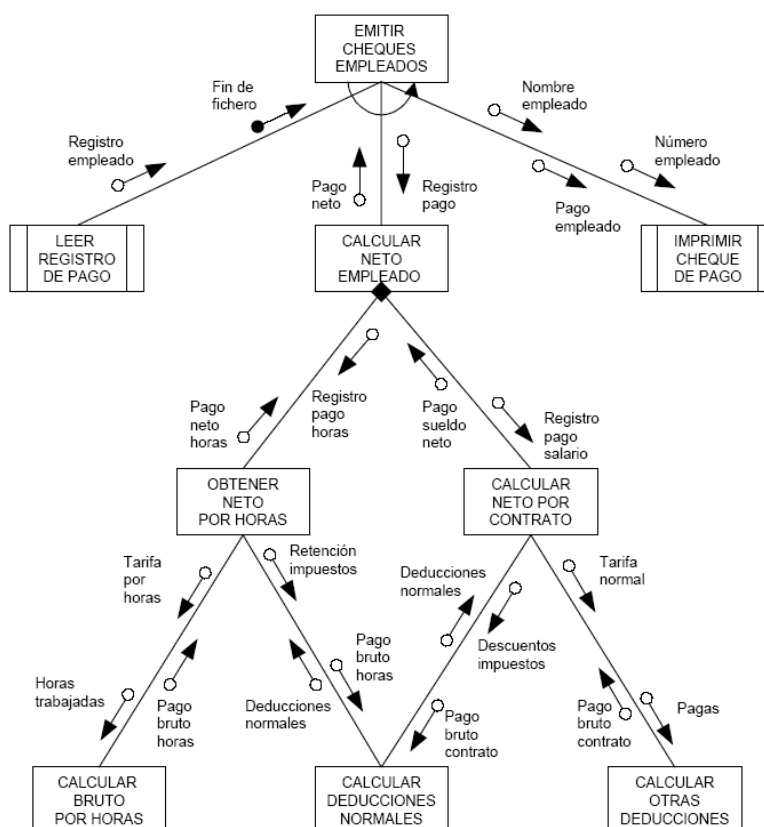 EMITIR
CHEQUES
EMPLEADOS
Fin de
fichero
Nombre
empleado
Registro
empleado
Número
empleado
Pago
neto
Registro
pago
Pago
empleado
LEER
REGISTRO
DE PAGO
CALCULAR
NETO
EMPLEADO
IMPRIMIR
CHEQUE
DE PAGO
Pago
neto
horas
Registro
pago
horas
Pago
sueldo
neto
Registro
pago
salario
OBTENER
NETO
POR HORAS
CALCULAR
NETO POR
CONTRATO
Tarifa
por
horas
Retención
impuestos
Deducciones
normales
Tarifa
normal
Horas
trabajadas
Pago
bruto
horas
Deducciones
normales
Pago
bruto
horas
Descuentos
impuestos
Pago
bruto
contrato
Pago
bruto
contrato
Pagas
CALCULAR
BRUTO
POR HORAS
CALCULAR
DEDUCCIONES
NORMALES
CALCULAR
OTRAS
DEDUCCIONES